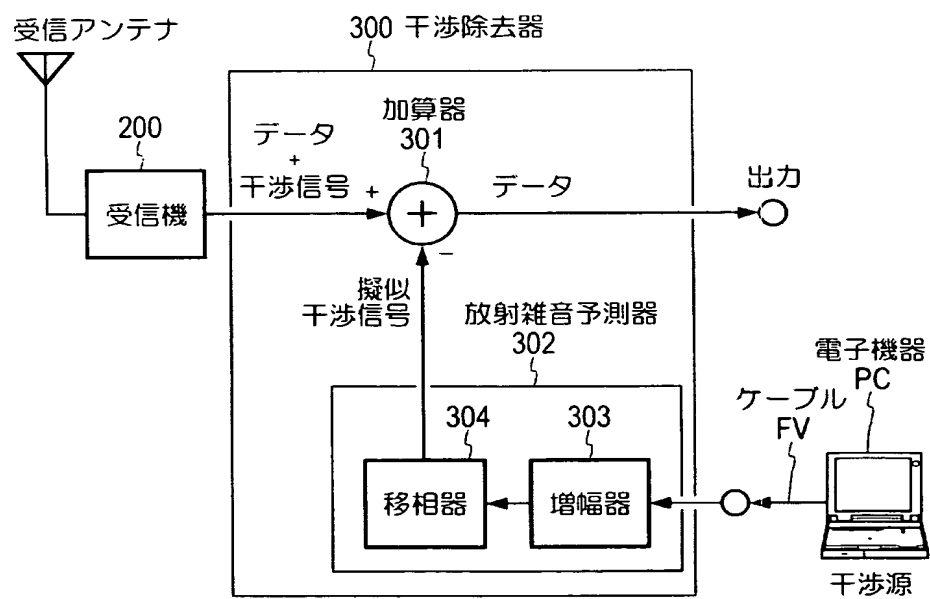 受信アンテナ
300 干渉除去器
200
受信機
データ
+
干渉信号
+
加算器
301
+
データ
出力
−
擬似
干渉信号
放射雑音予測器
302
304
移相器
303
増幅器
ケーブル
FV
電子機器
PC
干渉源